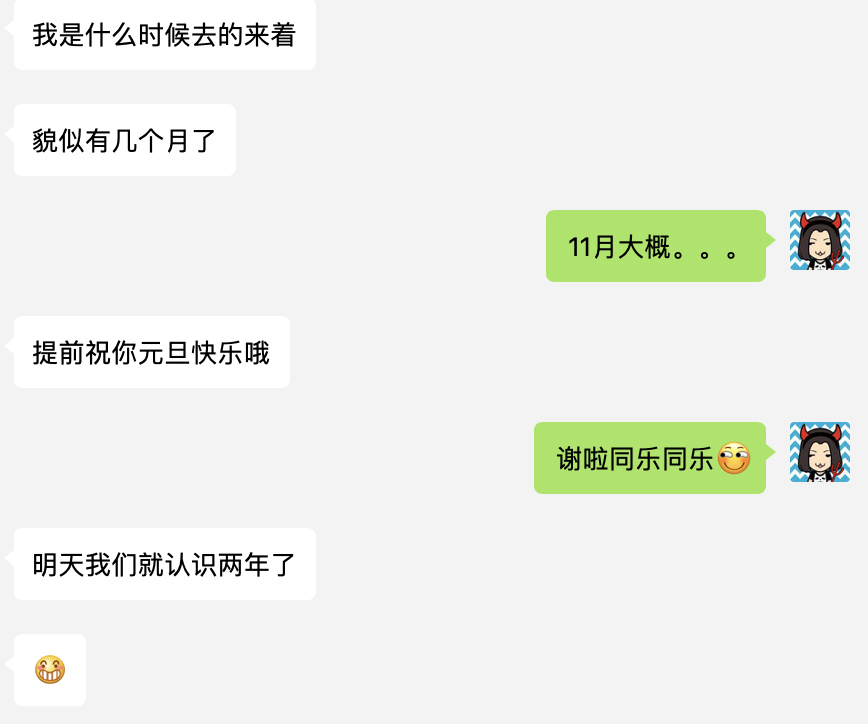 我是什么时候去的来着
貌似有几个月了
11月大概。。。
提前祝你元旦快乐哦
谢啦同乐同乐
明天我们就认识两年了